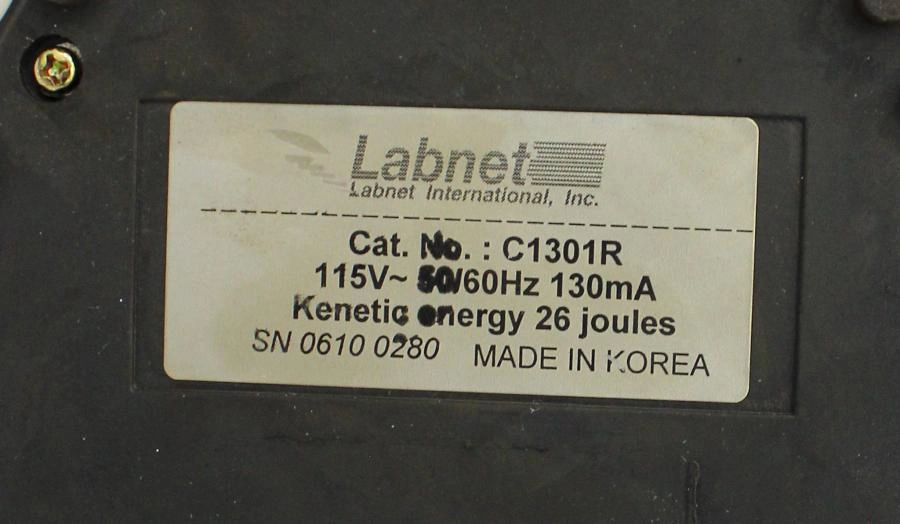 Labnet
Labnet International, Inc.
Cat. No. : C1301R
115V~ 50/60Hz 130mA
Kenetic energy 26 joules
SN 0610 0280 MADE IN KOREA